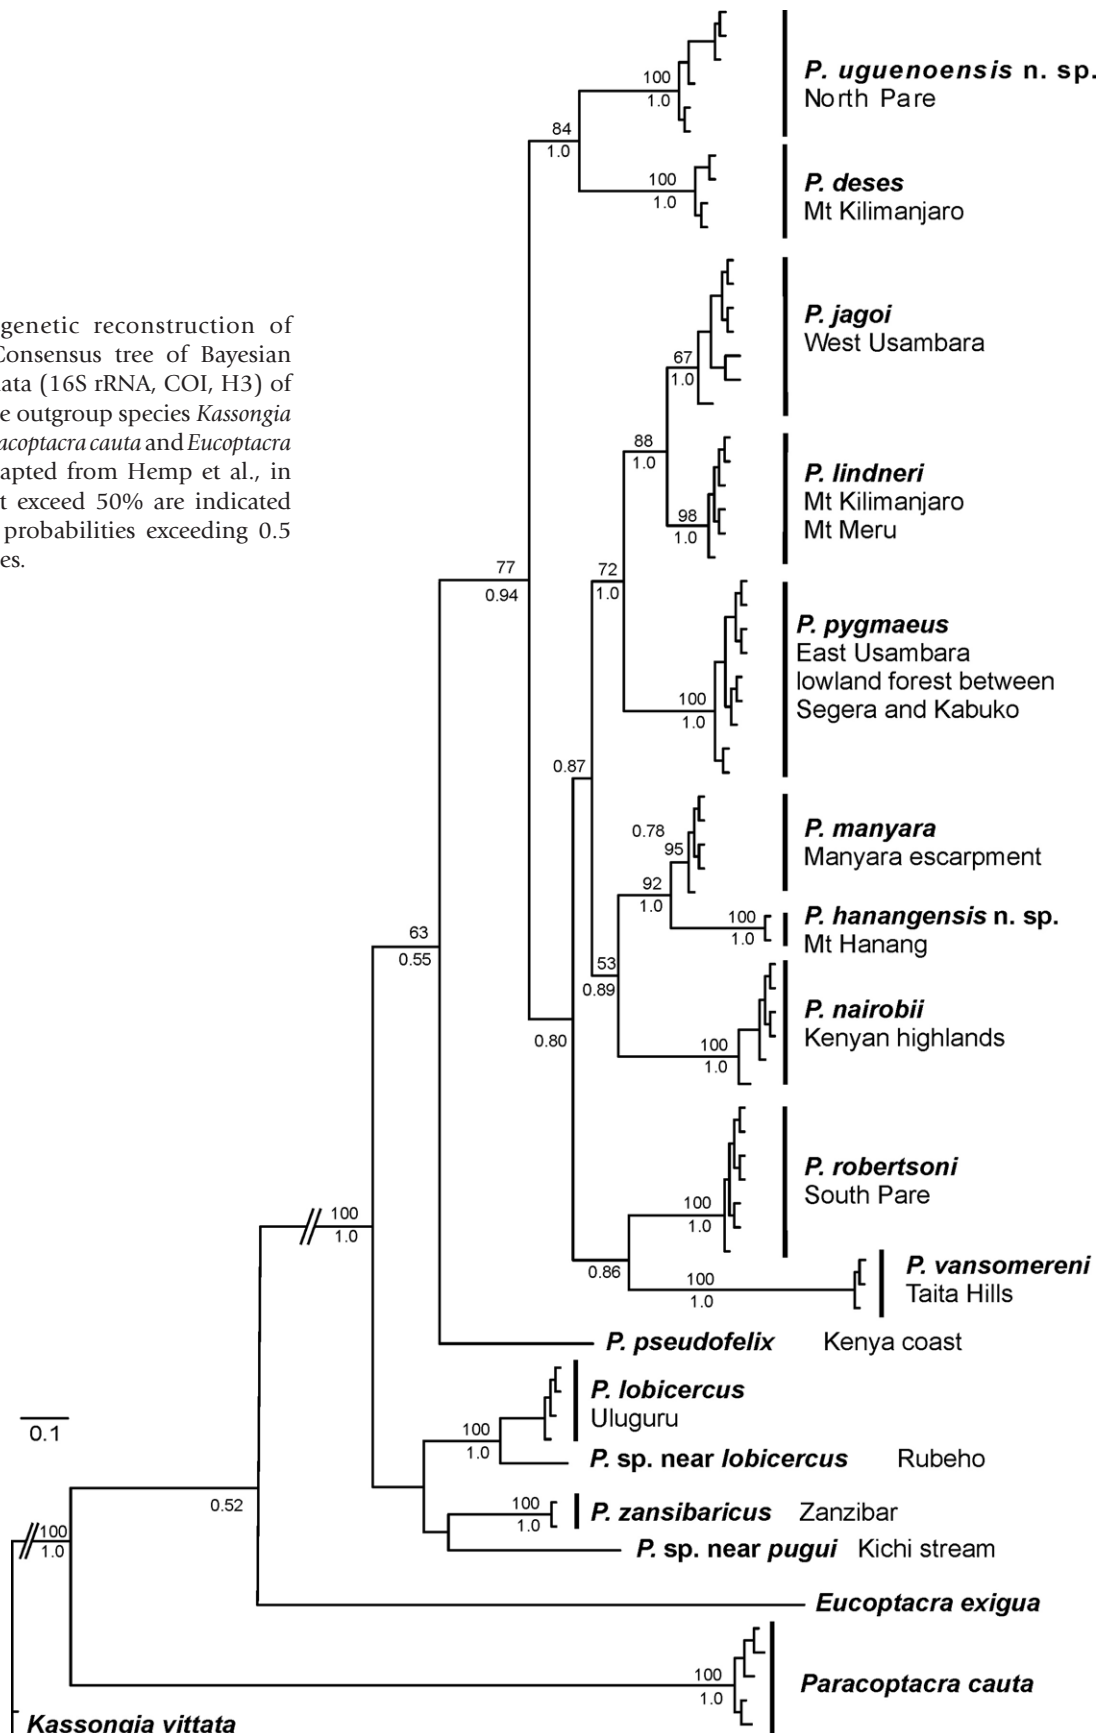 genetic reconstruction of
Consensus tree of Bayesian
ata (16S rRNA, COI, H3) of
e outgroup species Kassongia
acoptacra cauta and Eucoptacra
apted from Hemp et al., in
t exceed 50% are indicated
probabilities exceeding 0.5
es.
100
1.0
P. uguenoensis n. sp.
North Pare
84
1.0
100
1.0
P. deses
Mt Kilimanjaro
P. jagoi
West Usambara
67
1.0
88
1.0
P. lindneri
Mt Kilimanjaro
Mt Meru
98
1.0
77
0.94
72
1.0
P. pygmaeus
East Usambara
lowland forest between
Segera and Kabuko
100
1.0
0.87
0.78
95
P. manyara
Manyara escarpment
92
1.0
100
1.0
P. hanangensis n. sp.
Mt Hanang
63
0.55
53
0.89
P. nairobii
Kenyan highlands
100
1.0
0.80
P. robertsoni
South Pare
100
1.0
100
1.0
0.86
P. vansomereni
Taita Hills
100
1.0
P. pseudofelix Kenya coast
P. lobicercus
Uluguru
0.1
100
1.0
P. sp. near lobicercus Rubeho
0.52
100
1.0
P. zansibaricus Zanzibar
100
1.0
P. sp. near pugui Kichi stream
Eucoptacra exigua
100
1.0
Paracoptacra cauta
Kassongia vittata